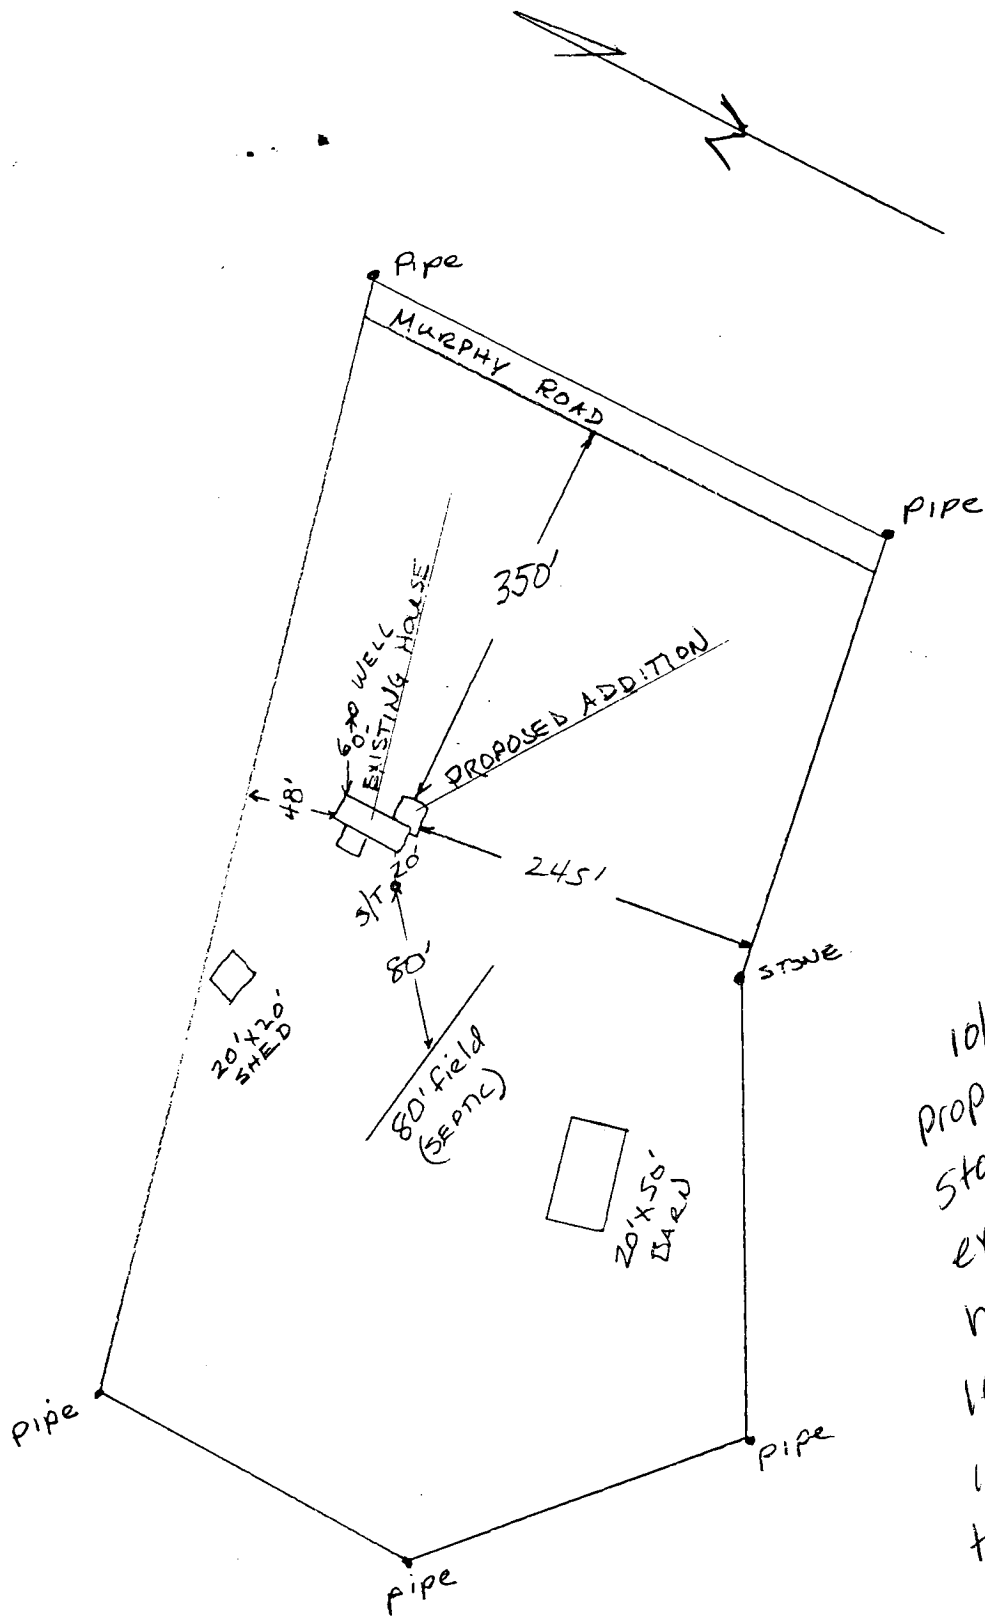 N
Pipe
MURPHY ROAD
PIPE
350'
WELL
EXISTING HOUSE
PROPOSED ADDITION
48'
20'
S/T
245'
80'
STONE
20'X20'
SHED
80' field
(SEPTIC)
20'X50'
BARN
pipe
pipe
pipe